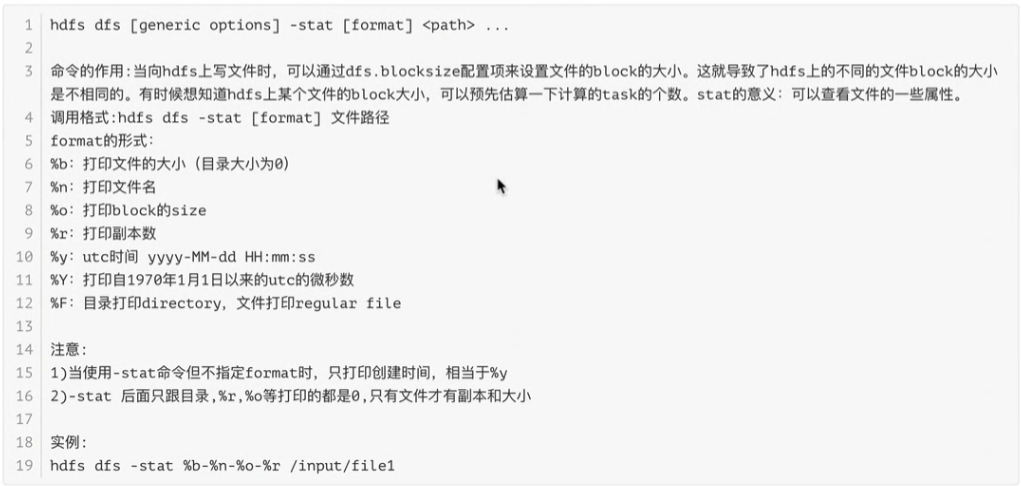 1 hdfs dfs [generic options] -stat [format] <path> ...
2
3 命令的作用:当向hdfs上写文件时，可以通过dfs.blocksize配置项来设置文件的block的大小。这就导致了hdfs上的不同的文件block的大小
是不相同的。有时候想知道hdfs上某个文件的block大小，可以预先估算一下计算的task的个数。stat的意义：可以查看文件的一些属性。
4 调用格式:hdfs dfs -stat [format] 文件路径
5 format的形式：
6 %b：打印文件的大小（目录大小为0）
7 %n：打印文件名
8 %o：打印block的size
9 %r：打印副本数
10 %y：utc时间 yyyy-MM-dd HH:mm:ss
11 %Y：打印自1970年1月1日以来的utc的微秒数
12 %F：目录打印directory，文件打印regular file
13
14 注意：
15 1)当使用-stat命令但不指定format时，只打印创建时间，相当于%y
16 2)-stat 后面只跟目录,%r,%o等打印的都是0,只有文件才有副本和大小
17
18 实例：
19 hdfs dfs -stat %b-%n-%o-%r /input/file1